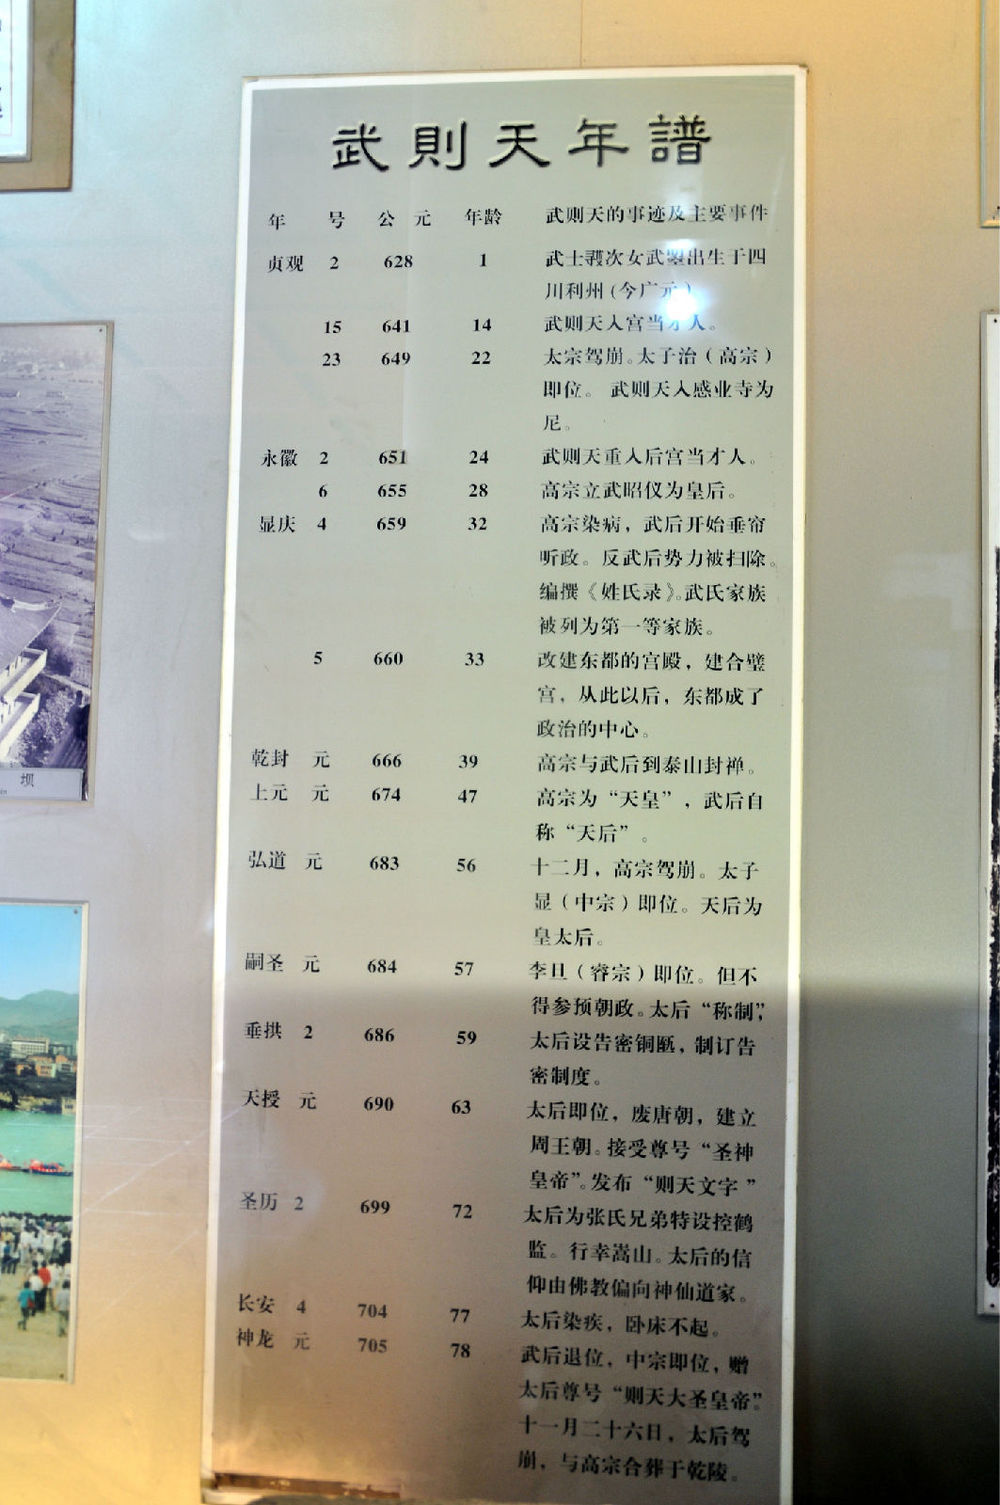 武則天年譜
年 号 公 元 年龄 武则天的事迹及主要事件
贞观 2 628 1 武士彟次女武曌出生于四
川利州(今广元)
15 641 14 武则天入宫当才人。
23 649 22 太宗驾崩。太子治(高宗)
即位。 武则天入感业寺为
尼。
永徽 2 651 24 武则天重入后宫当才人。
6 655 28 高宗立武昭仪为皇后。
显庆 4 659 32 高宗染病,武后开始垂帘
听政。反武后势力被扫除。
编撰《姓氏录》。武氏家族
被列为第一等家族。
5 660 33 改建东都的宫殿,建合璧
宫,从此以后,东都成了
政治的中心。
乾封 元 666 39 高宗与武后到泰山封禅。
上元 元 674 47 高宗为“天皇”,武后自
称“天后”。
弘道 元 683 56 十二月,高宗驾崩。太子
显(中宗)即位。天后为
皇太后。
嗣圣 元 684 57 李旦(睿宗)即位。但不
得参预朝政。太后“称制”,
垂拱 2 686 59 太后设告密铜匦,制订告
密制度。
天授 元 690 63 太后即位,废唐朝,建立
周王朝。接受尊号“圣神
皇帝”。发布“则天文字”
圣历 2 699 72 太后为张氏兄弟特设控鹤
监。行幸嵩山。太后的信
仰由佛教偏向神仙道家。
长安 4 704 77 太后染疾,卧床不起。
神龙 元 705 78 武后退位,中宗即位,赠
太后尊号“则天大圣皇帝”。
十一月二十六日,太后驾
崩,与高宗合葬于乾陵。
坝